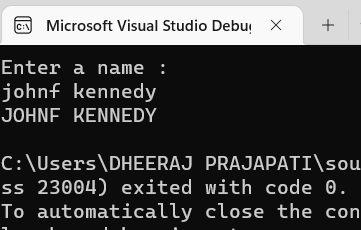 Microsoft Visual Studio Debu
Enter a name :
johnf kennedy
JOHNF KENNEDY
C:\Users\DHEERAJ PRAJAPATI\sou
ss 23004) exited with code 0.
To automatically close the con